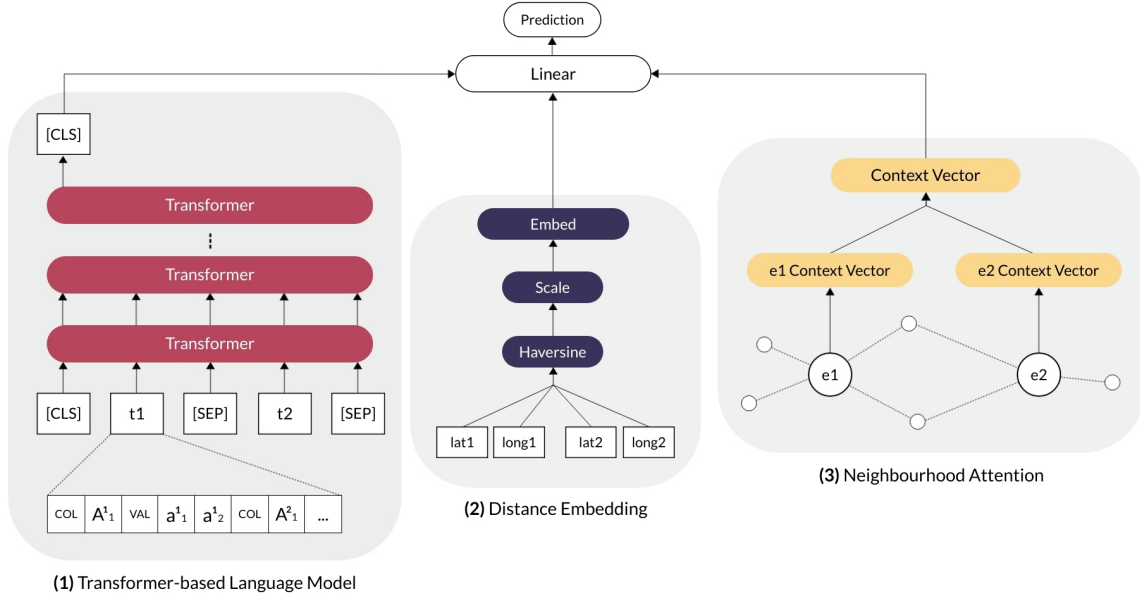 Prediction
Linear
[CLS]
Transformer
Transformer
Transformer
[CLS] t1 [SEP] t2 [SEP]
COL A¹₁ VAL a¹₁ a¹₂ COL A²₁ ...
(1) Transformer-based Language Model
Embed
Scale
Haversine
lat1 long1 lat2 long2
(2) Distance Embedding
Context Vector
e1 Context Vector e2 Context Vector
e1 e2
(3) Neighbourhood Attention